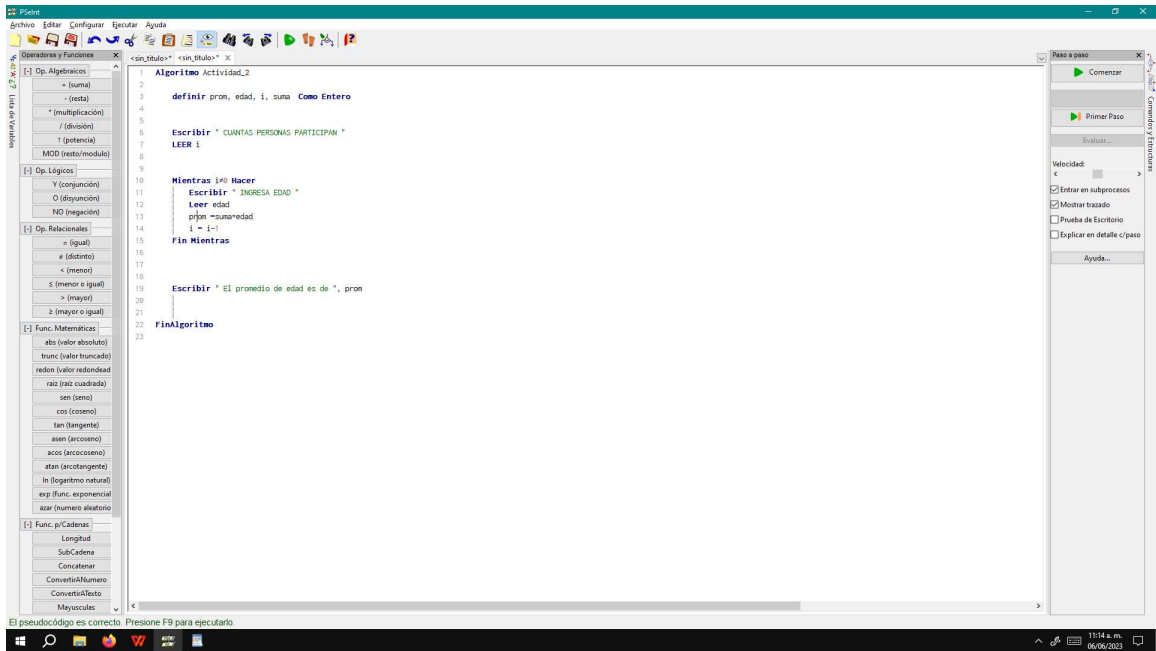 PSeInt
Archivo Editar Configurar Ejecutar Ayuda
Operadores y Funciones
<sin_titulo>* <sin_titulo>* X
Paso a paso
Lista de Variables
[-] Op. Algebraicos
+ (suma)
- (resta)
* (multiplicación)
/ (división)
↑ (potencia)
MOD (resto/modulo)
[-] Op. Lógicos
Y (conjunción)
O (disyunción)
NO (negación)
[-] Op. Relacionales
= (igual)
≠ (distinto)
< (menor)
≤ (menor o igual)
> (mayor)
≥ (mayor o igual)
[-] Func. Matemáticas
abs (valor absoluto)
trunc (valor truncado)
redon (valor redondead
raiz (raíz cuadrada)
sen (seno)
cos (coseno)
tan (tangente)
asen (arcoseno)
acos (arcocoseno)
atan (arcotangente)
ln (logaritmo natural)
exp (func. exponencial
azar (numero aleatorio
[-] Func. p/Cadenas
Longitud
SubCadena
Concatenar
ConvertirANumero
ConvertirATexto
Mayusculas
1 Algoritmo Actividad_2
2
3 definir prom, edad, i, suma Como Entero
4
5
6 Escribir " CUANTAS PERSONAS PARTICIPAN "
7 LEER i
8
9
10 Mientras i≠0 Hacer
11 Escribir " INGRESA EDAD "
12 Leer edad
13 prom =suma+edad
14 i = i-1
15 Fin Mientras
16
17
18
19 Escribir " El promedio de edad es de ", prom
20
21
22 FinAlgoritmo
23
Comenzar
Primer Paso
Evaluar...
Velocidad:
Entrar en subprocesos
Mostrar trazado
Prueba de Escritorio
Explicar en detalle c/paso
Ayuda...
Comandos y Estructuras
El pseudocódigo es correcto. Presione F9 para ejecutarlo.
11:14 a. m.
06/06/2023